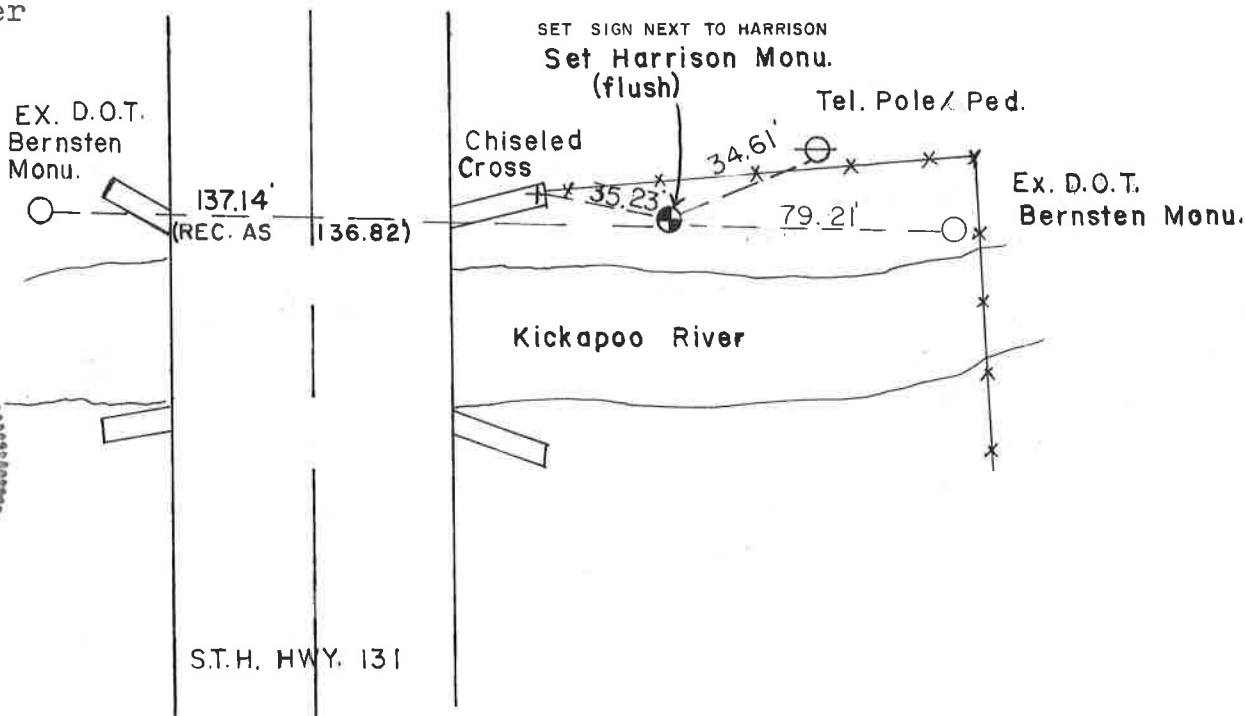 er
SET SIGN NEXT TO HARRISON
Set Harrison Monu.
(flush)
Tel. Pole/Ped.
EX. D.O.T.
Bernsten
Monu.
Chiseled
Cross
34.61'
Ex. D.O.T.
Bernsten Monu.
137.14'
35.23'
79.21'
(REC. AS 136.82)
Kickapoo River
S.T.H. HWY. 131